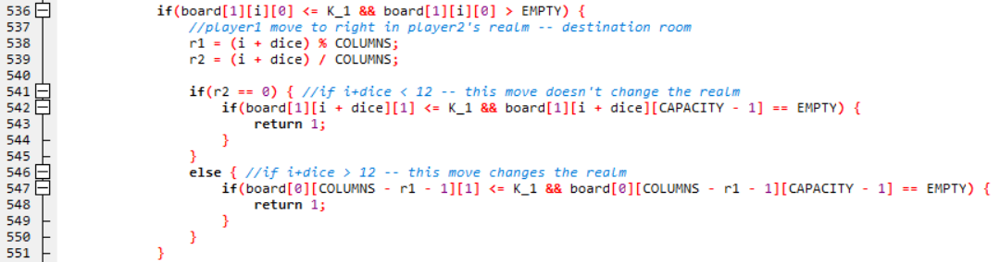 536 if(board[1][i][0] <= K_1 && board[1][i][0] > EMPTY) {
537 //player1 move to right in player2's realm -- destination room
538 r1 = (i + dice) % COLUMNS;
539 r2 = (i + dice) / COLUMNS;
540
541 if(r2 == 0) { //if i+dice < 12 -- this move doesn't change the realm
542 if(board[1][i + dice][1] <= K_1 && board[1][i + dice][CAPACITY - 1] == EMPTY) {
543 return 1;
544 }
545 }
546 else { //if i+dice > 12 -- this move changes the realm
547 if(board[0][COLUMNS - r1 - 1][1] <= K_1 && board[0][COLUMNS - r1 - 1][CAPACITY - 1] == EMPTY) {
548 return 1;
549 }
550 }
551 }